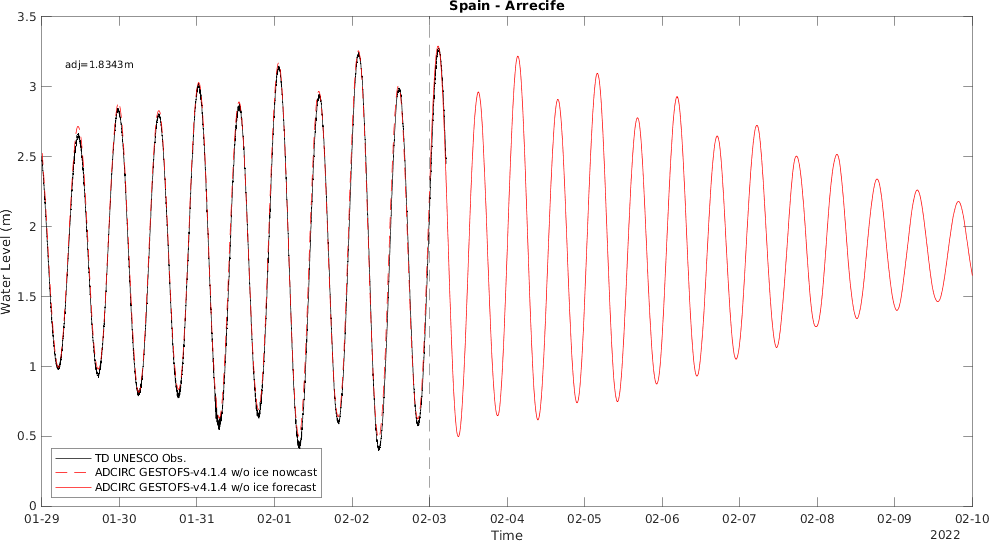 Spain - Arrecife
adj=1.8343m
3.5
3
2.5
2
1.5
1
0.5
0
Water Level (m)
TD UNESCO Obs.
ADCIRC GESTOFS-v4.1.4 w/o ice nowcast
ADCIRC GESTOFS-v4.1.4 w/o ice forecast
01-29 01-30 01-31 02-01 02-02 02-03 02-04 02-05 02-06 02-07 02-08 02-09 02-10
Time
2022